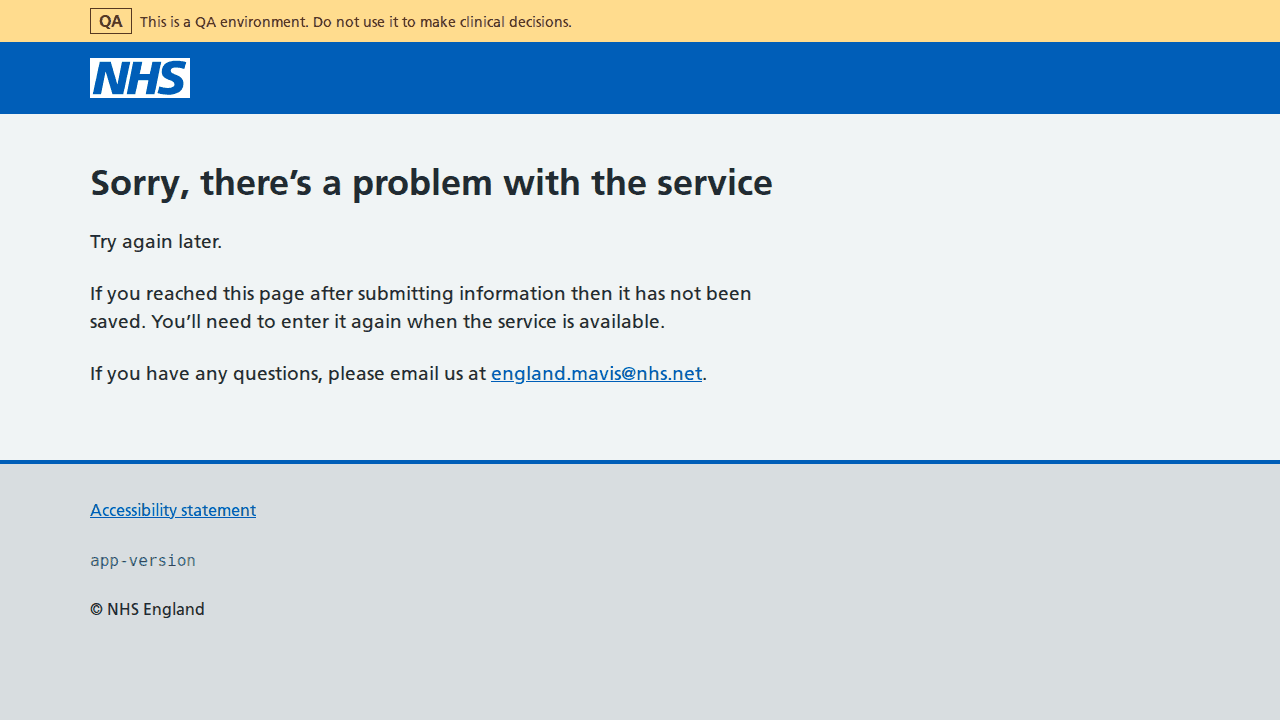 QA This is a QA environment. Do not use it to make clinical decisions.
NHS
Sorry, there’s a problem with the service
Try again later.
If you reached this page after submitting information then it has not been
saved. You’ll need to enter it again when the service is available.
If you have any questions, please email us at england.mavis@nhs.net.
Accessibility statement
app-version
© NHS England